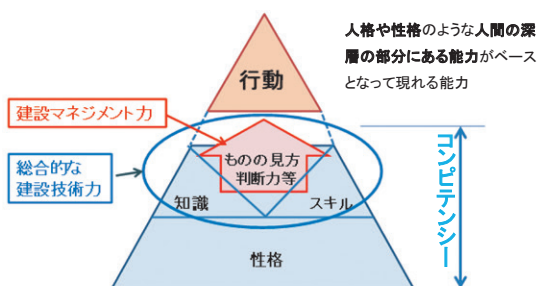 人格や性格のような人間の深
層の部分にある能力がベース
となって現れる能力
行動
建設マネジメント力
総合的な
建設技術力
ものの見方
判断力等
知識
スキル
性格
コンピテンシー